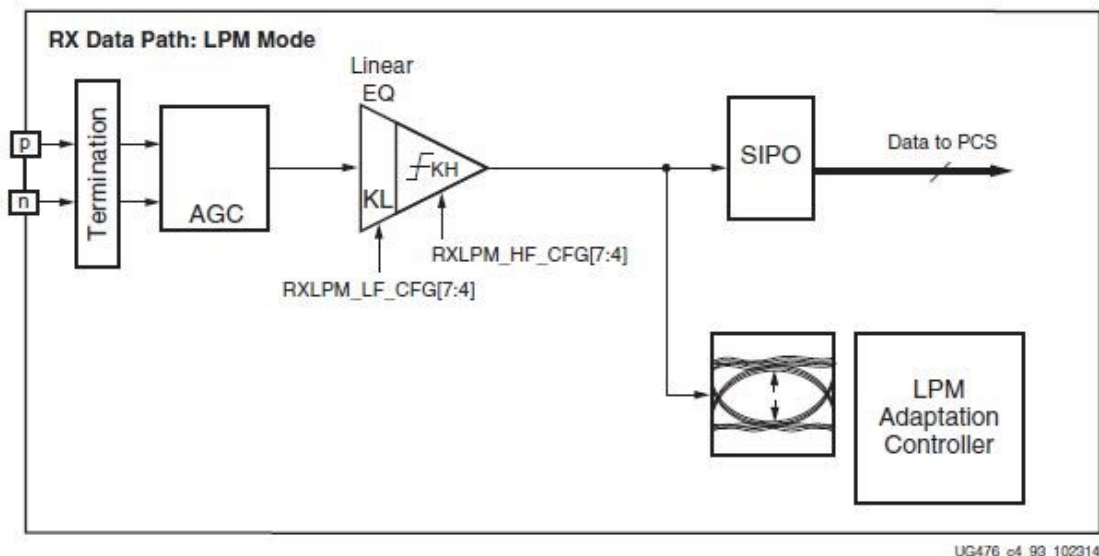 RX Data Path: LPM Mode
Linear
EQ
p
n
Termination
AGC
KL
KH
SIPO
Data to PCS
RXLPM_HF_CFG[7:4]
RXLPM_LF_CFG[7:4]
LPM
Adaptation
Controller
UG476_c4_93_102314